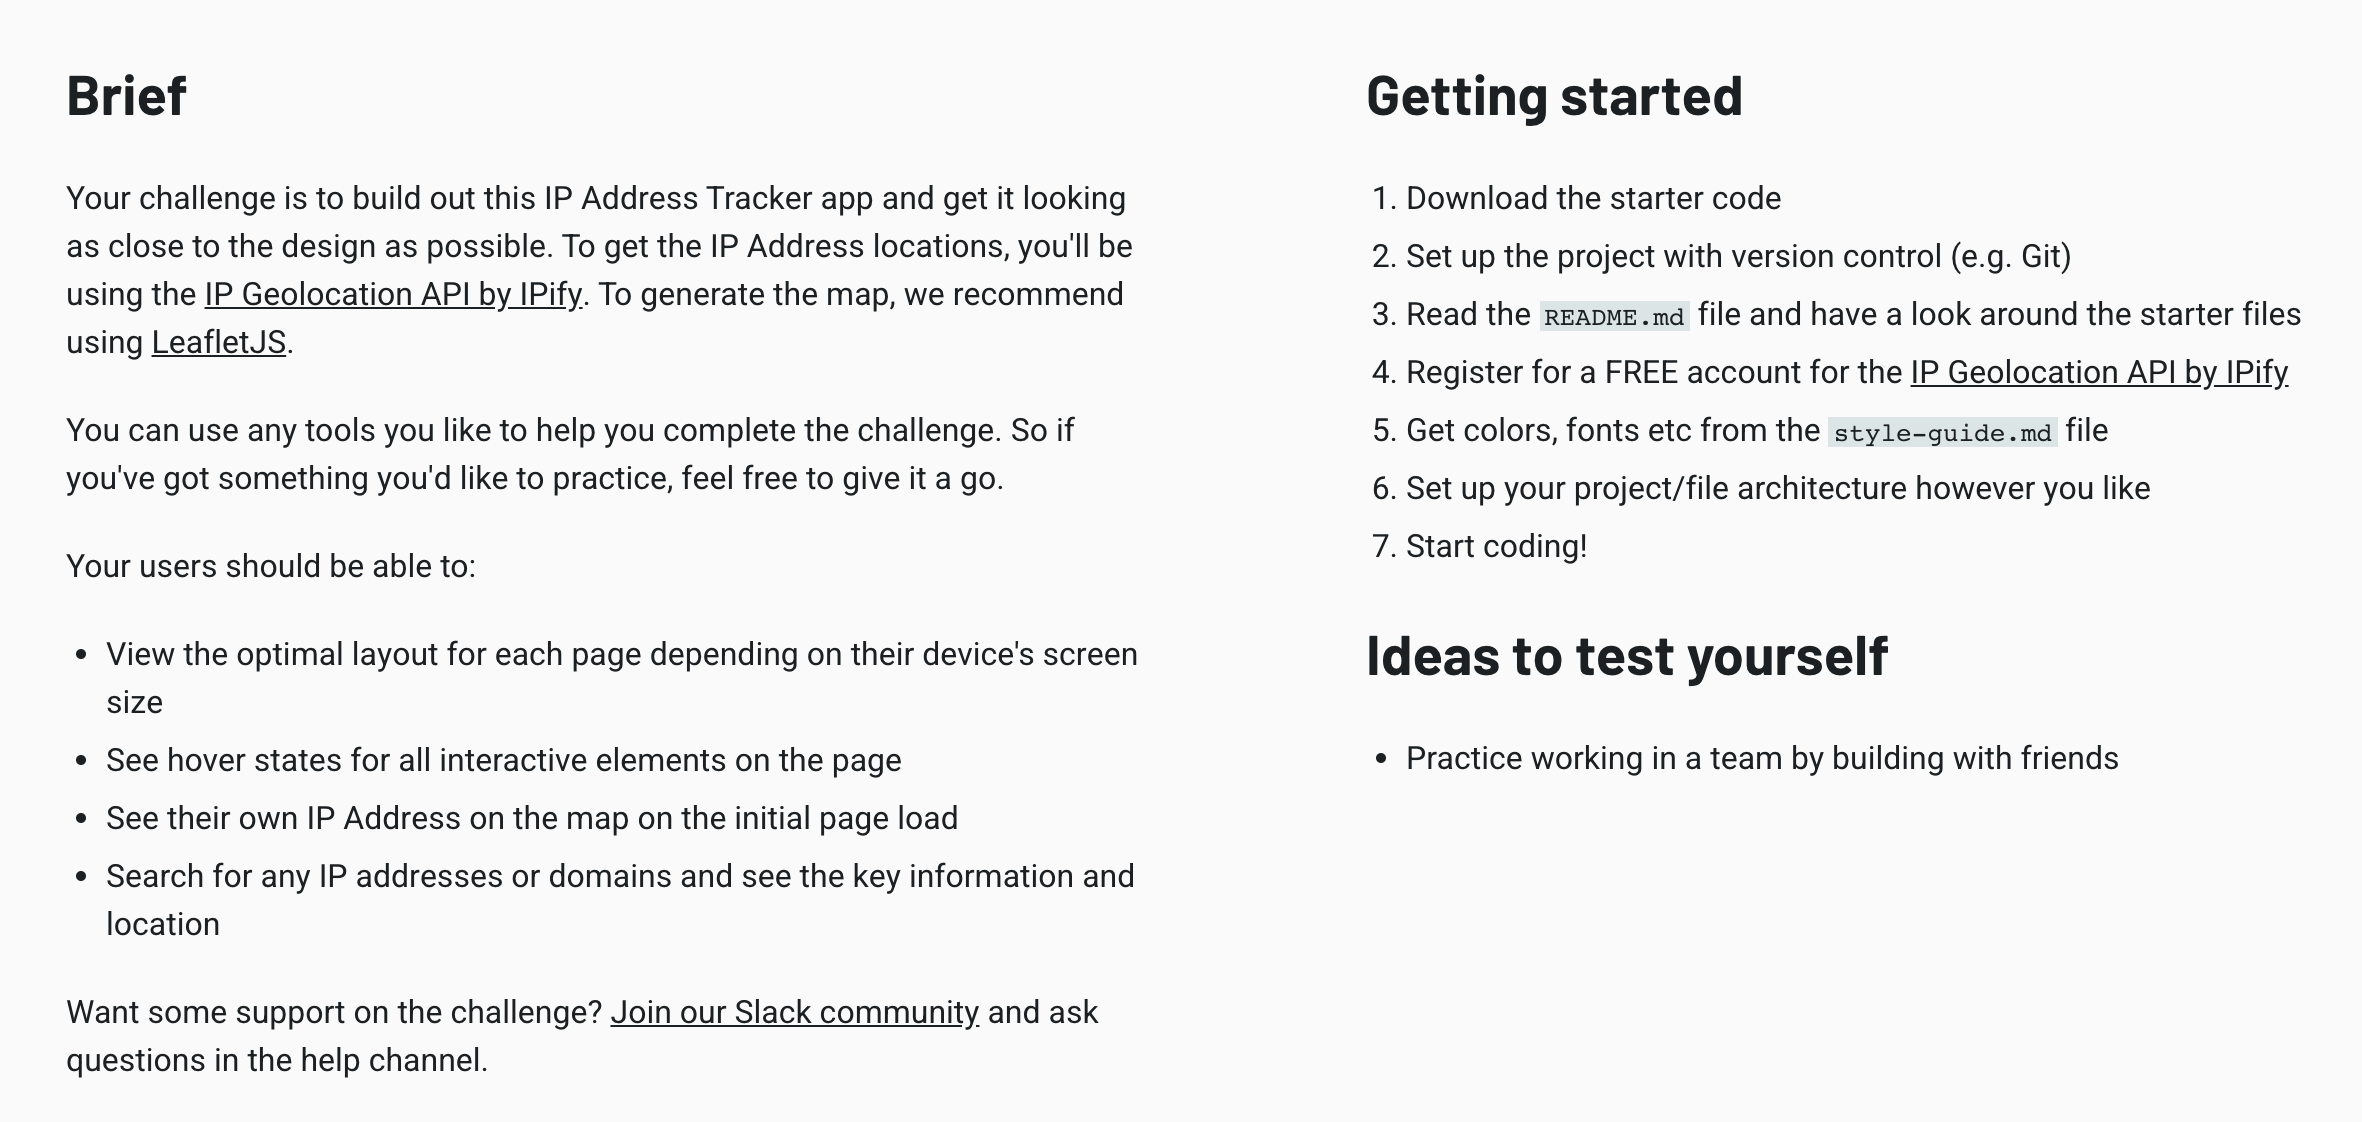 Brief
Your challenge is to build out this IP Address Tracker app and get it looking
as close to the design as possible. To get the IP Address locations, you'll be
using the IP Geolocation API by IPify. To generate the map, we recommend
using LeafletJS.
You can use any tools you like to help you complete the challenge. So if
you've got something you'd like to practice, feel free to give it a go.
Your users should be able to:
• View the optimal layout for each page depending on their device's screen
size
• See hover states for all interactive elements on the page
• See their own IP Address on the map on the initial page load
• Search for any IP addresses or domains and see the key information and
location
Want some support on the challenge? Join our Slack community and ask
questions in the help channel.
Getting started
1. Download the starter code
2. Set up the project with version control (e.g. Git)
3. Read the README.md file and have a look around the starter files
4. Register for a FREE account for the IP Geolocation API by IPify
5. Get colors, fonts etc from the style-guide.md file
6. Set up your project/file architecture however you like
7. Start coding!
Ideas to test yourself
• Practice working in a team by building with friends